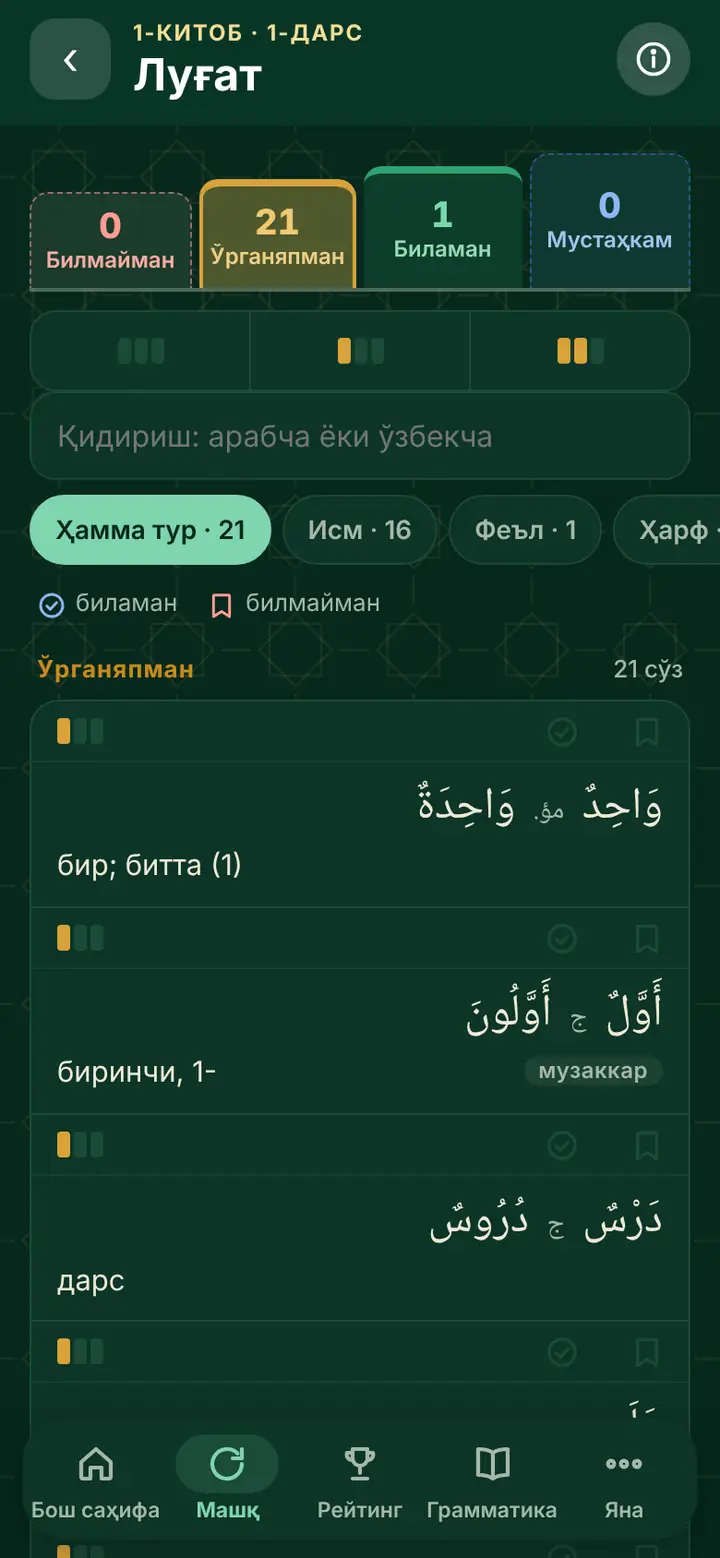 1-КИТОБ · 1-ДАРС
Луғат
0
Билмайман
21
Ўрганяпман
1
Биламан
0
Мустаҳкам
Қидириш: арабча ёки ўзбекча
Ҳамма тур · 21
Исм · 16
Феъл · 1
Ҳарф ·
биламан
билмайман
Ўрганяпман
21 сўз
وَاحِدٌ مؤ. وَاحِدَةٌ
бир; битта (1)
أَوَّلٌ ج أَوَّلُونَ
биринчи, 1-
музаккар
دَرْسٌ ج دُرُوسٌ
дарс
Бош саҳифа
Машқ
Рейтинг
Грамматика
Яна